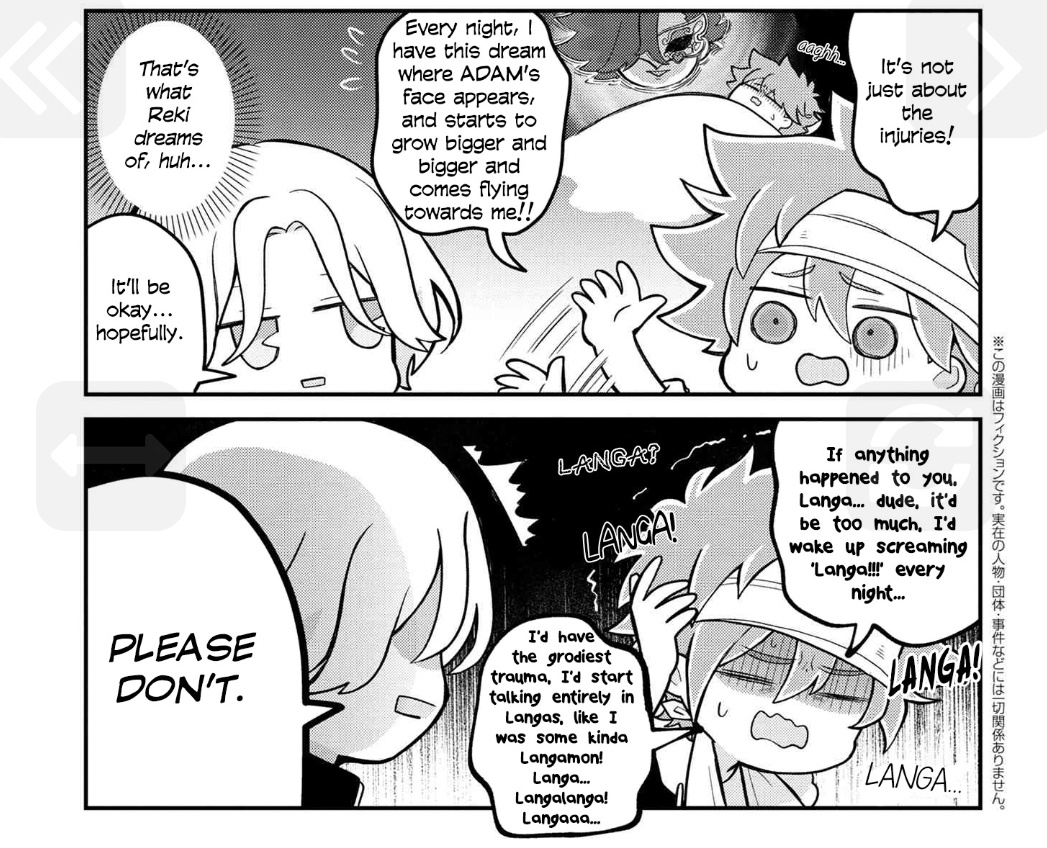 It's not
just about
the
injuries!
aaghh...
Every night, I
have this dream
where ADAM's
face appears,
and starts to
grow bigger and
bigger and
comes flying
towards me!!
That's
what
Reki
dreams
of, huh...
It'll be
okay...
hopefully.
If anything
happened to you,
Langa... dude, it'd
be too much, I'd
wake up screaming
'Langa!!!' every
night...
LANGA?
LANGA!
LANGA!
I'd have
the grodiest
trauma, I'd start
talking entirely in
Langas, like I
was some kinda
Langamon!
Langa...
Langalanga!
Langaaa...
LANGA...
PLEASE
DON'T.
※この漫画はフィクションです。実在の人物・団体・事件などには一切関係ありません。